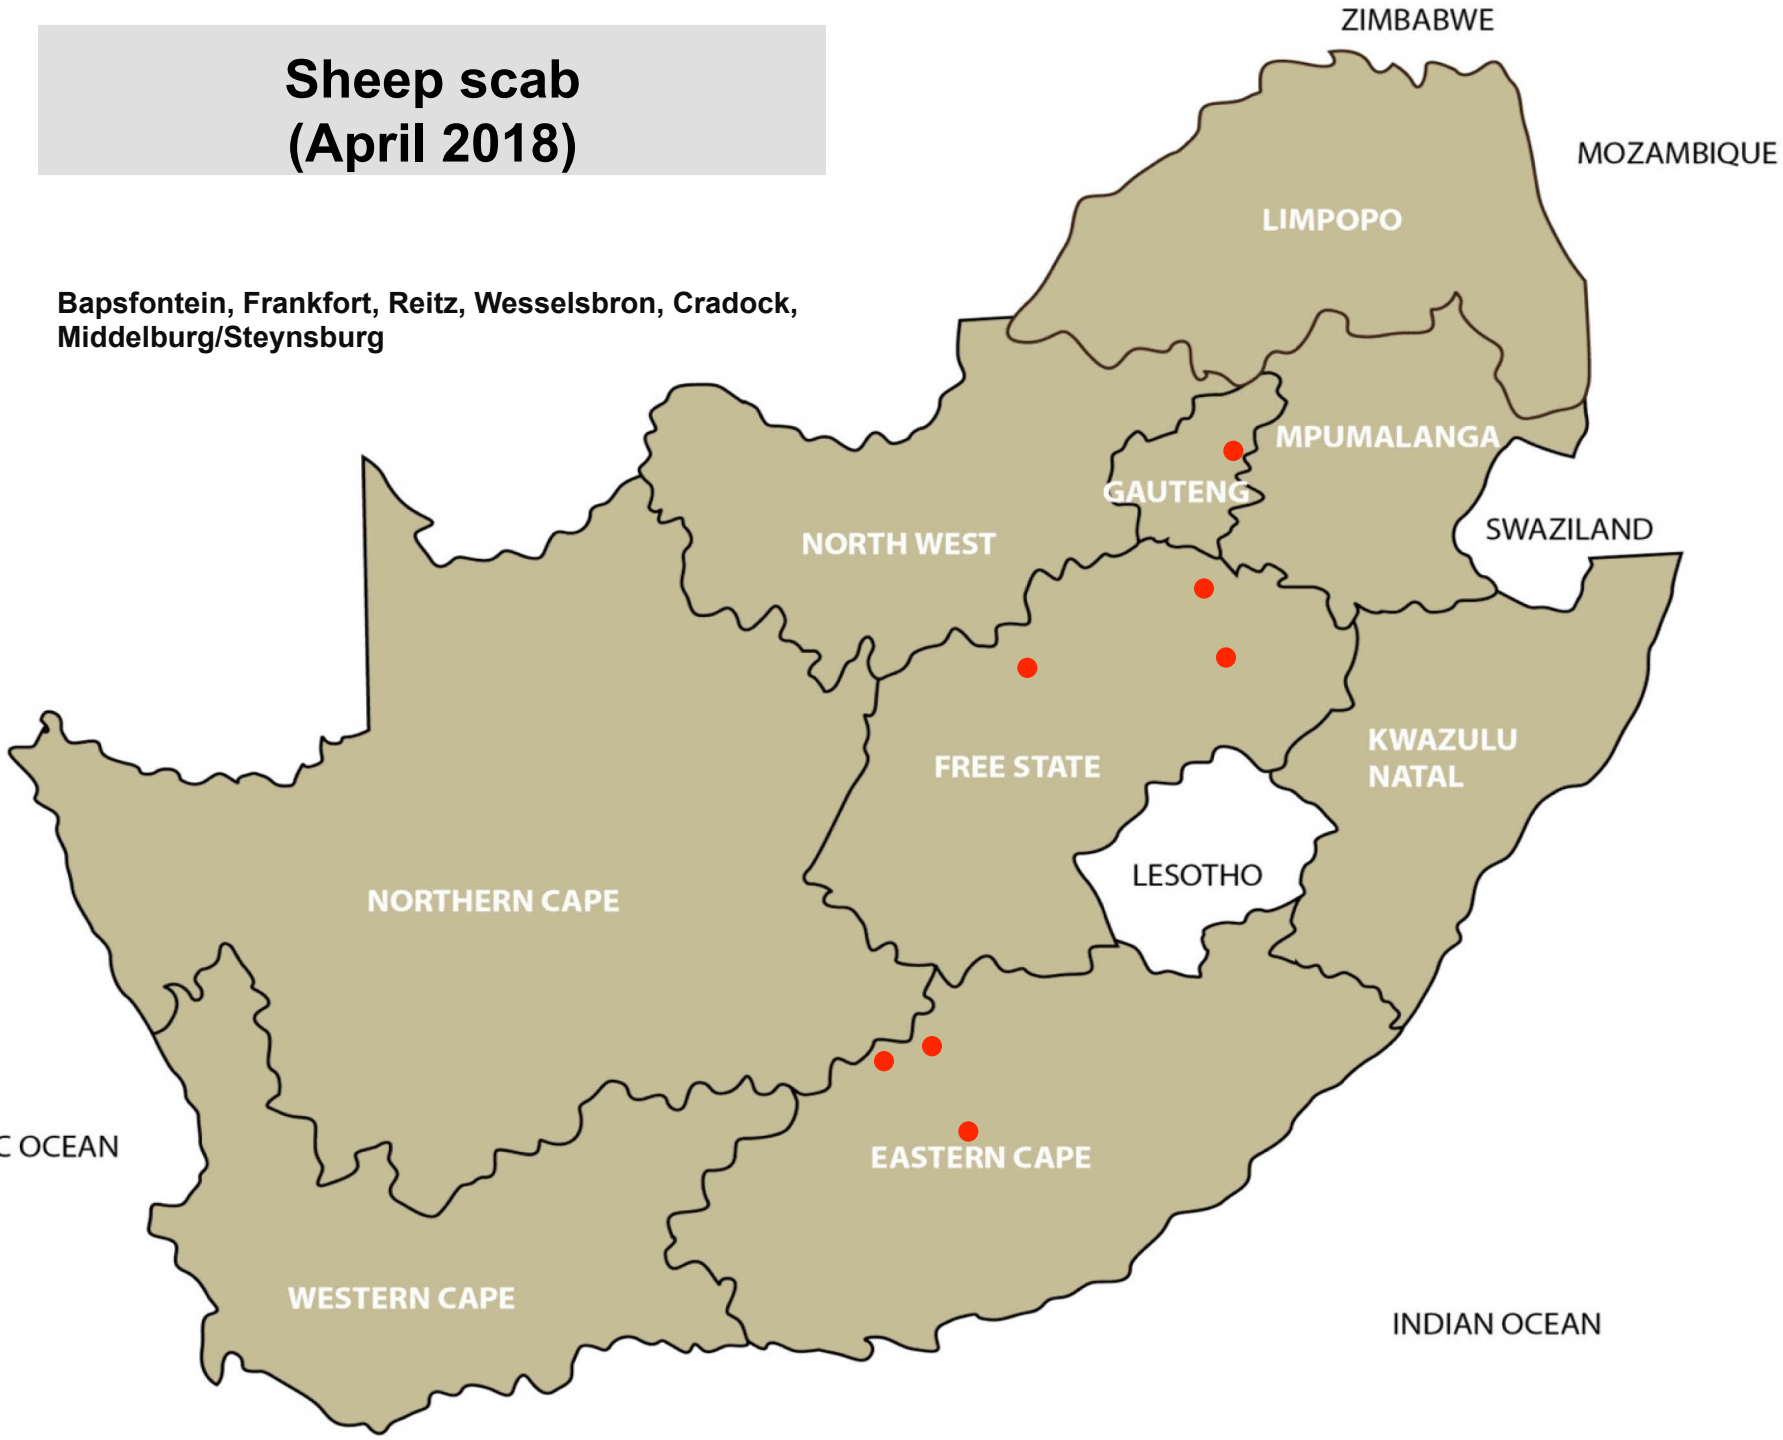 Sheep scab
(April 2018)
Bapsfontein, Frankfort, Reitz, Wesselsbron, Cradock,
Middelburg/Steynsburg
ZIMBABWE
MOZAMBIQUE
LIMPOPO
MPUMALANGA
GAUTENG
SWAZILAND
NORTH WEST
KWAZULU
NATAL
FREE STATE
LESOTHO
NORTHERN CAPE
C OCEAN
EASTERN CAPE
WESTERN CAPE
INDIAN OCEAN